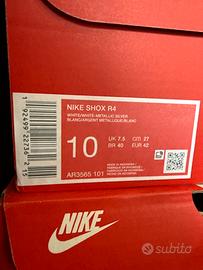 NIKE SHOX R4
WHITE/WHITE-METALLIC SILVER
BLANC/ARGENT METALLIQUE/BLANC
10
UK 7.5
CM 27
BR 40
EUR 42
AR3565 101
NIKE
subito